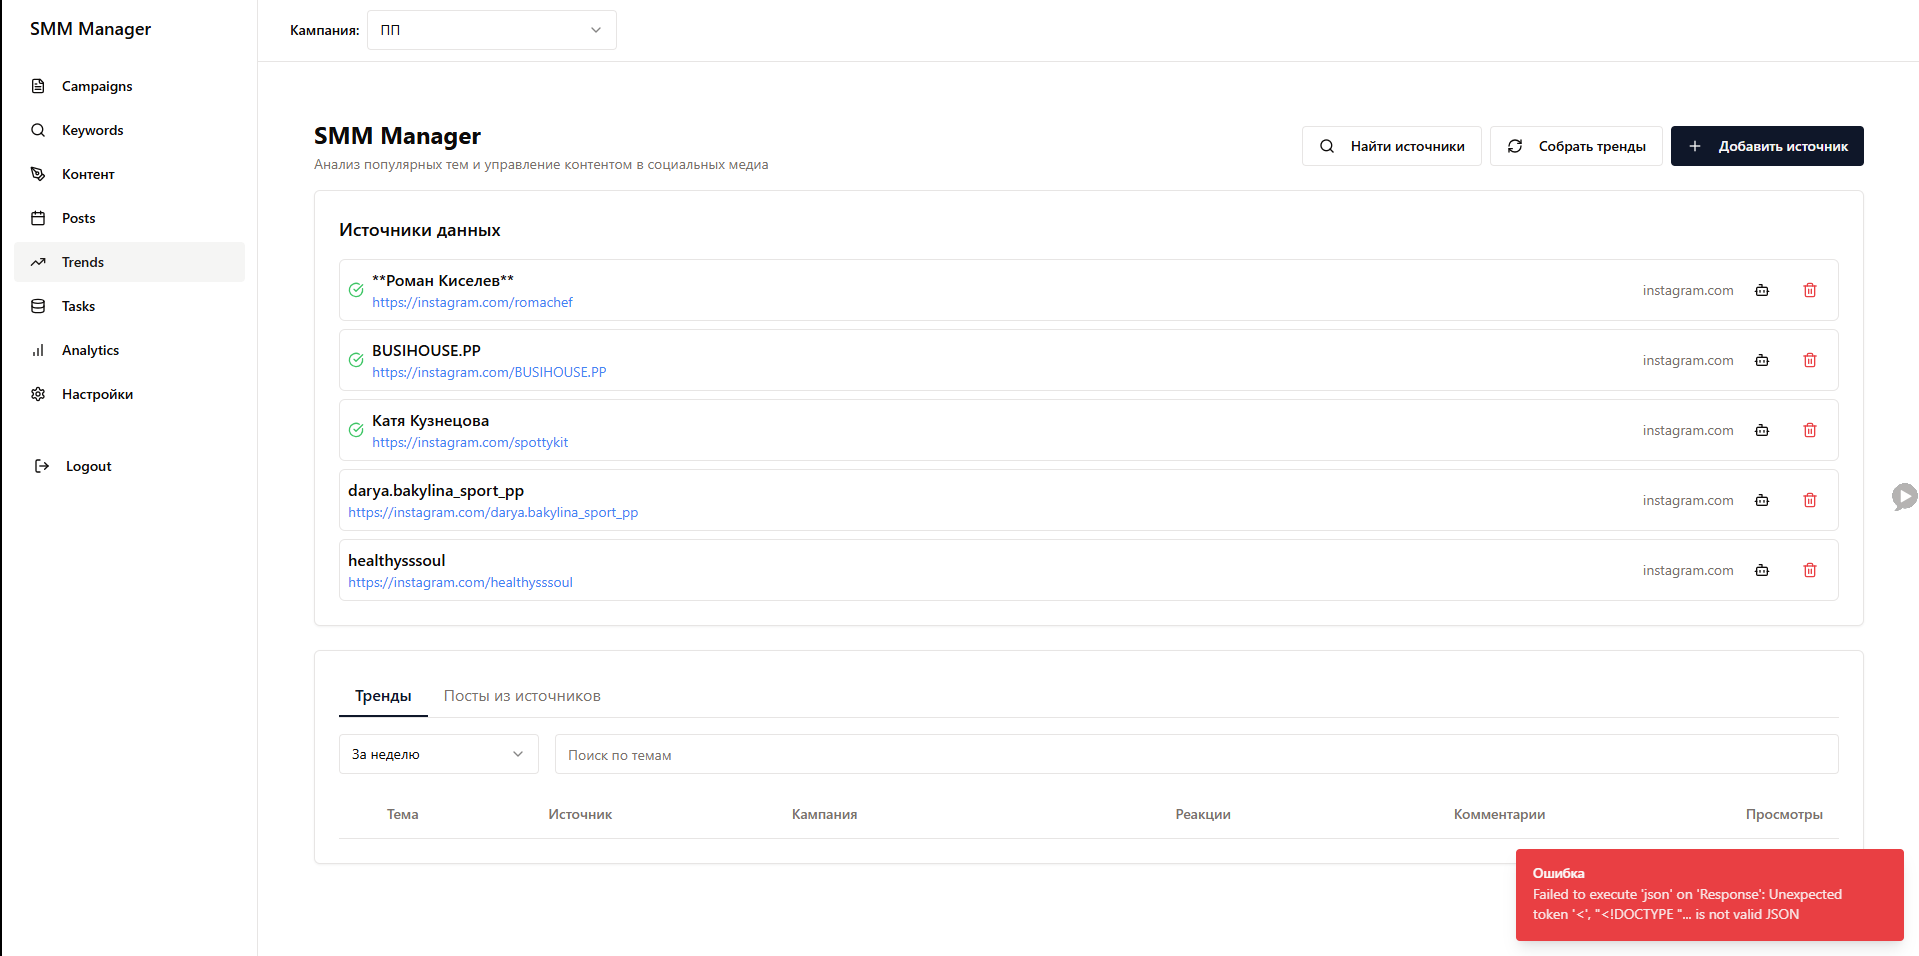 SMM Manager
Campaigns
Keywords
Контент
Posts
Trends
Tasks
Analytics
Настройки
Logout
Кампания: ПП
SMM Manager
Анализ популярных тем и управление контентом в социальных медиа
Найти источники
Собрать тренды
Добавить источник
Источники данных
**Роман Киселев**
https://instagram.com/romachef
instagram.com
BUSIHOUSE.PP
https://instagram.com/BUSIHOUSE.PP
instagram.com
Катя Кузнецова
https://instagram.com/spottykit
instagram.com
darya.bakylina_sport_pp
https://instagram.com/darya.bakylina_sport_pp
instagram.com
healthysssoul
https://instagram.com/healthysssoul
instagram.com
Тренды Посты из источников
За неделю
Поиск по темам
Тема Источник Кампания Реакции Комментарии Просмотры
Ошибка
Failed to execute 'json' on 'Response': Unexpected
token '<', "<!DOCTYPE "... is not valid JSON